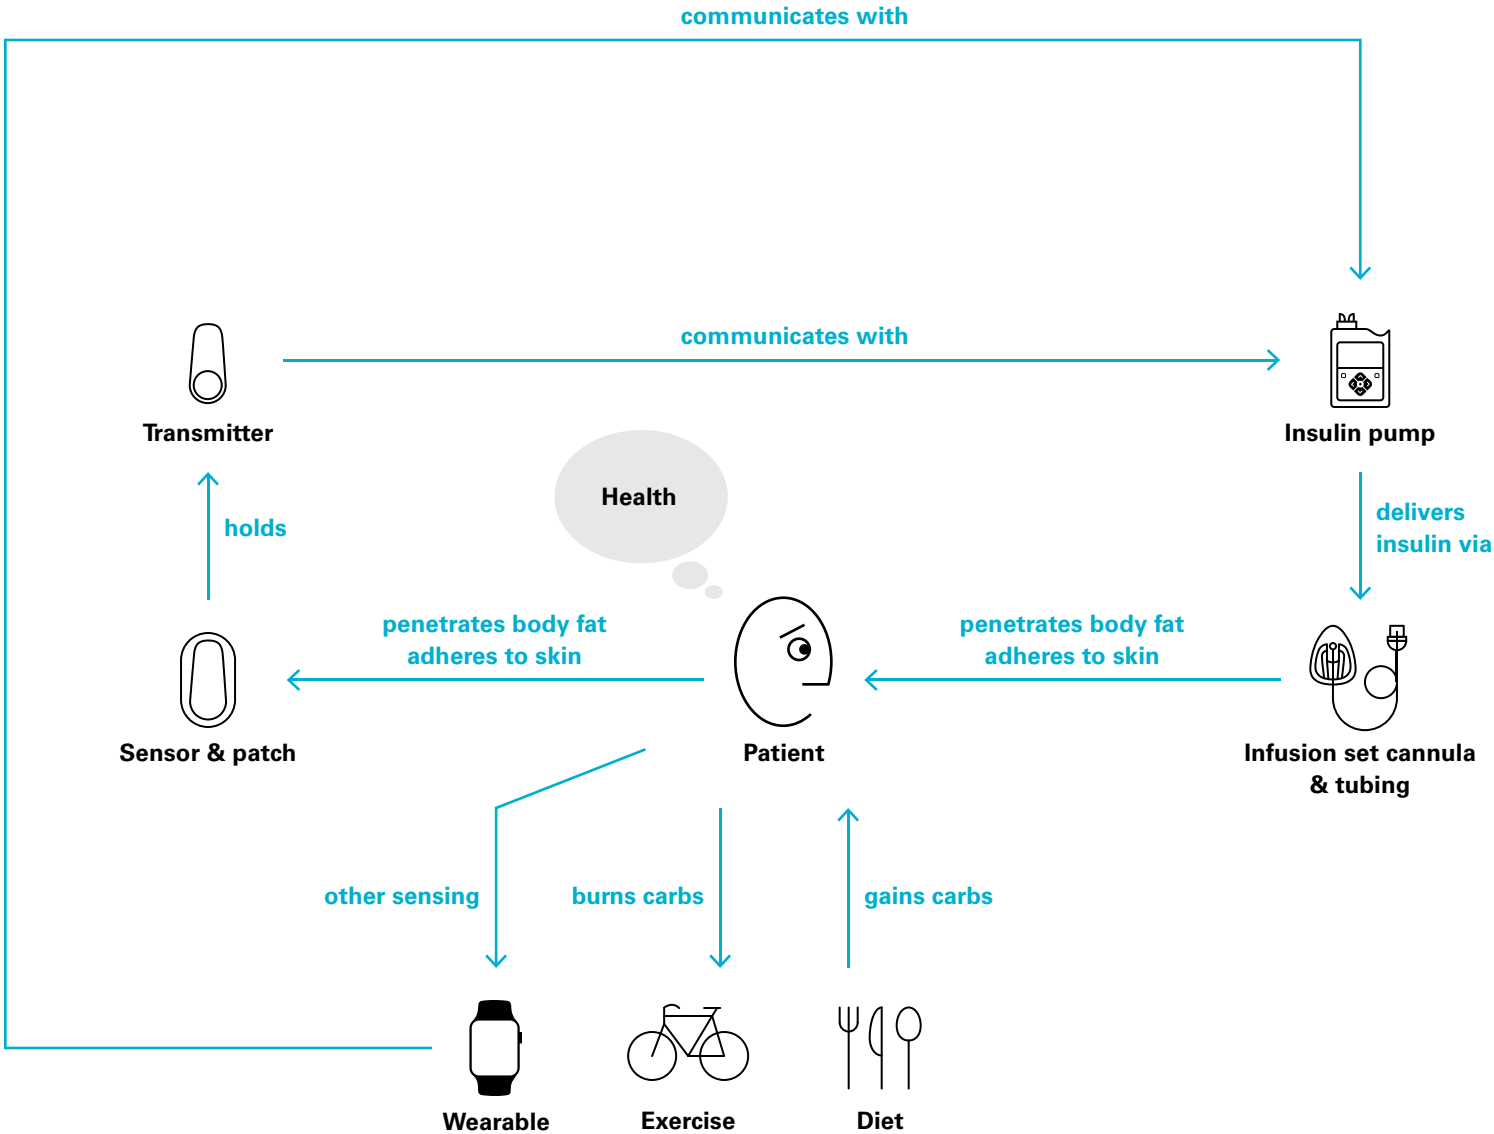 communicates with
communicates with
Transmitter
Insulin pump
Health
holds
delivers
insulin via
penetrates body fat
adheres to skin
penetrates body fat
adheres to skin
Sensor & patch
Patient
Infusion set cannula
& tubing
other sensing
burns carbs
gains carbs
Wearable
Exercise
Diet